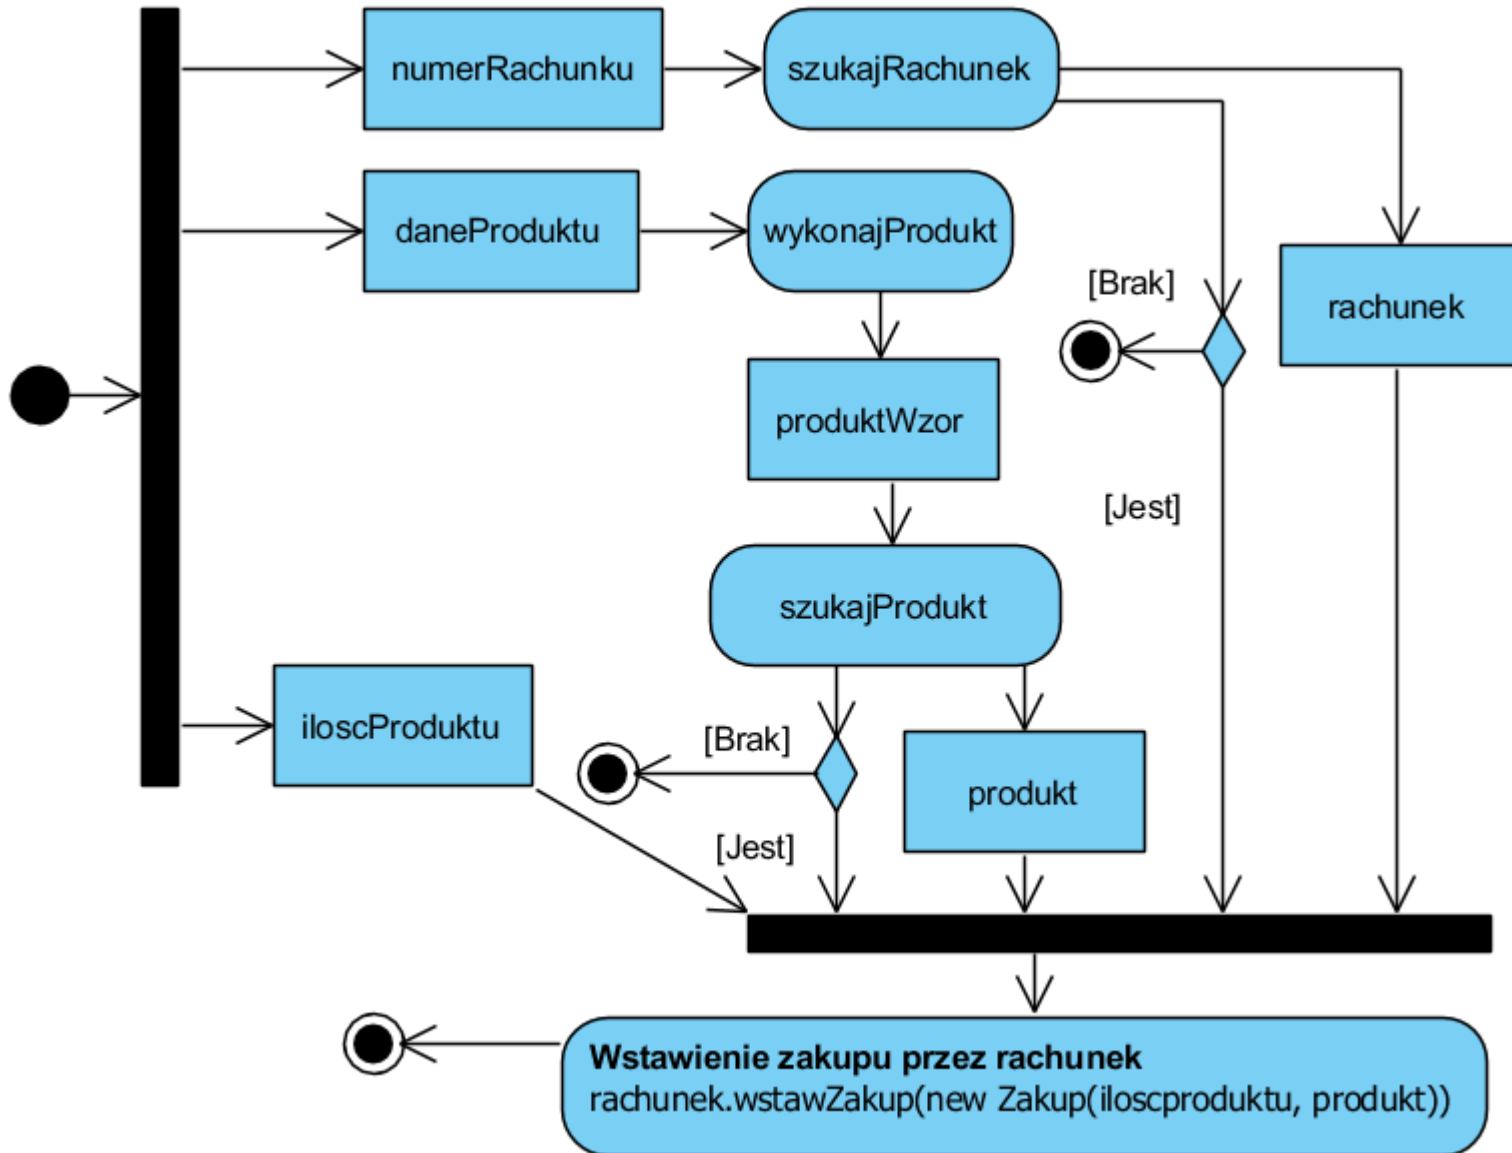 numerRachunku
szukajRachunek
daneProduktu
wykonajProdukt
[Brak]
rachunek
produktWzor
[Jest]
szukajProdukt
iloscProduktu
[Brak]
produkt
[Jest]
Wstawienie zakupu przez rachunek
rachunek.wstawZakup(new Zakup(iloscproduktu, produkt))